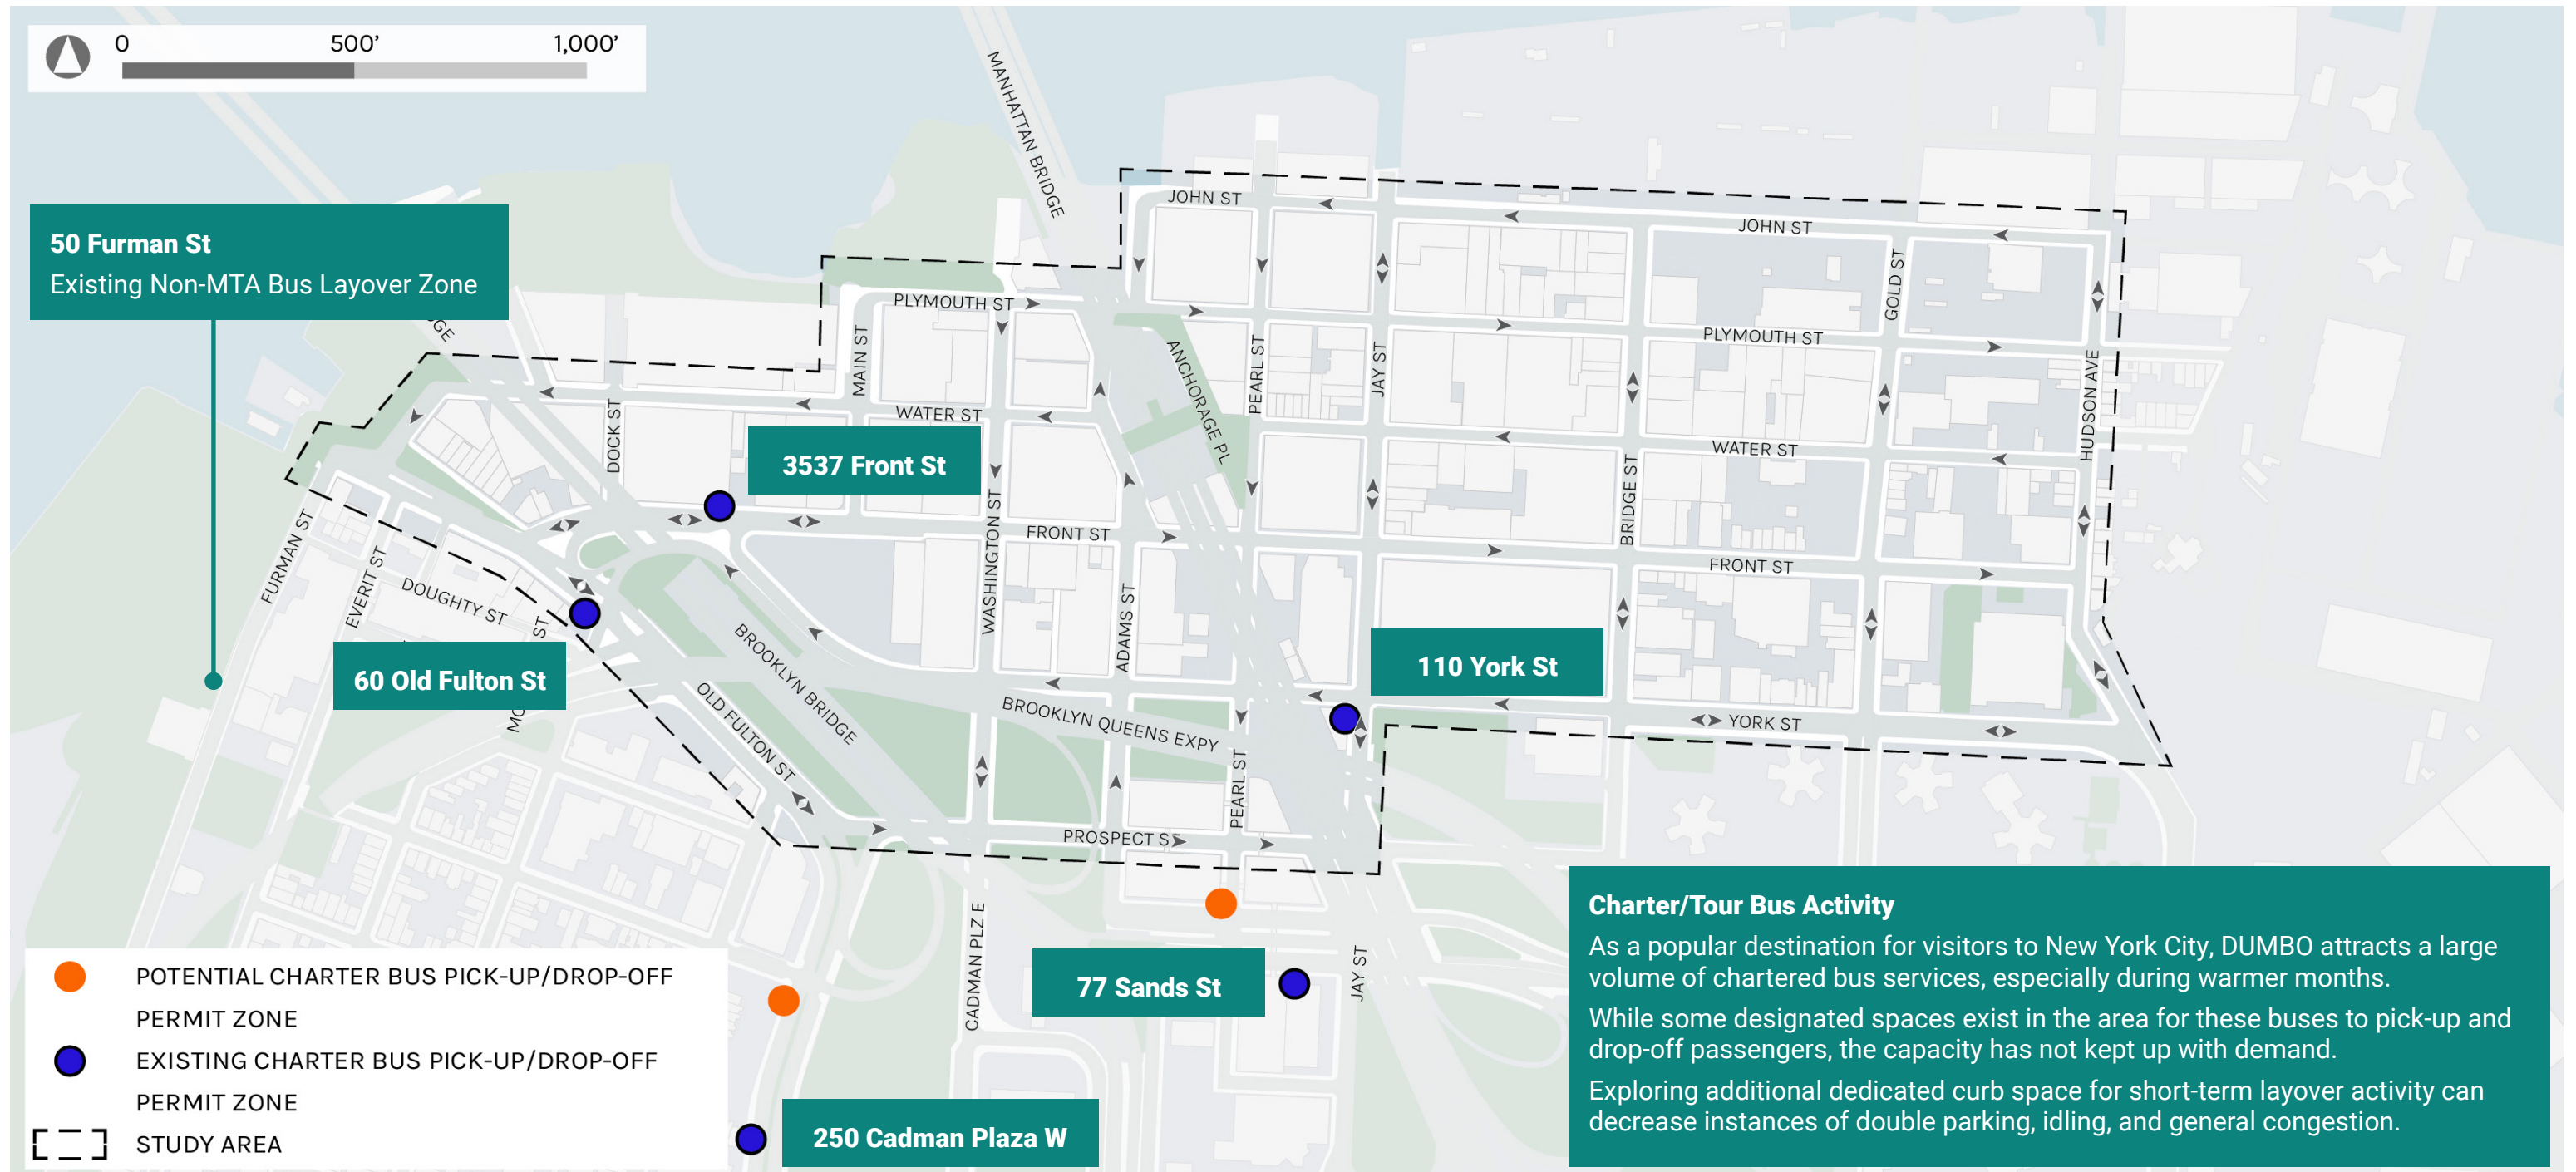 0 500’ 1,000’
MANHATTAN BRIDGE
JOHN ST
JOHN ST
50 Furman St
Existing Non-MTA Bus Layover Zone
GOLD ST
PLYMOUTH ST
PLYMOUTH ST
MAIN ST
ANCHORAGE PL
PEARL ST
JAY ST
HUDSON AVE
DOCK ST
WATER ST
WATER ST
3537 Front St
BRIDGE ST
WASHINGTON ST
FRONT ST
FRONT ST
FURMAN ST
EVERIT ST
DOUGHTY ST
ST
ADAMS ST
BROOKLYN BRIDGE
60 Old Fulton St
110 York St
OLD FULTON ST
BROOKLYN QUEENS EXPY
YORK ST
PEARL ST
PROSPECT ST
CADMAN PLZ E
77 Sands St
JAY ST
250 Cadman Plaza W
POTENTIAL CHARTER BUS PICK-UP/DROP-OFF
PERMIT ZONE
EXISTING CHARTER BUS PICK-UP/DROP-OFF
PERMIT ZONE
STUDY AREA
Charter/Tour Bus Activity
As a popular destination for visitors to New York City, DUMBO attracts a large
volume of chartered bus services, especially during warmer months.
While some designated spaces exist in the area for these buses to pick-up and
drop-off passengers, the capacity has not kept up with demand.
Exploring additional dedicated curb space for short-term layover activity can
decrease instances of double parking, idling, and general congestion.